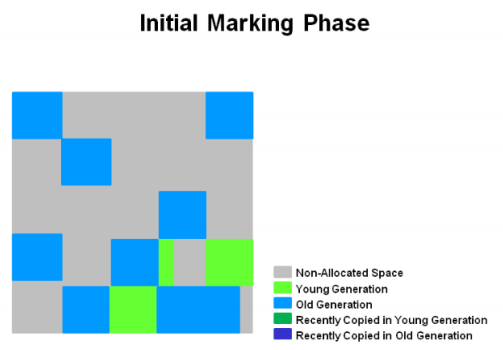 Initial Marking Phase
Non-Allocated Space
Young Generation
Old Generation
Recently Copied in Young Generation
Recently Copied in Old Generation